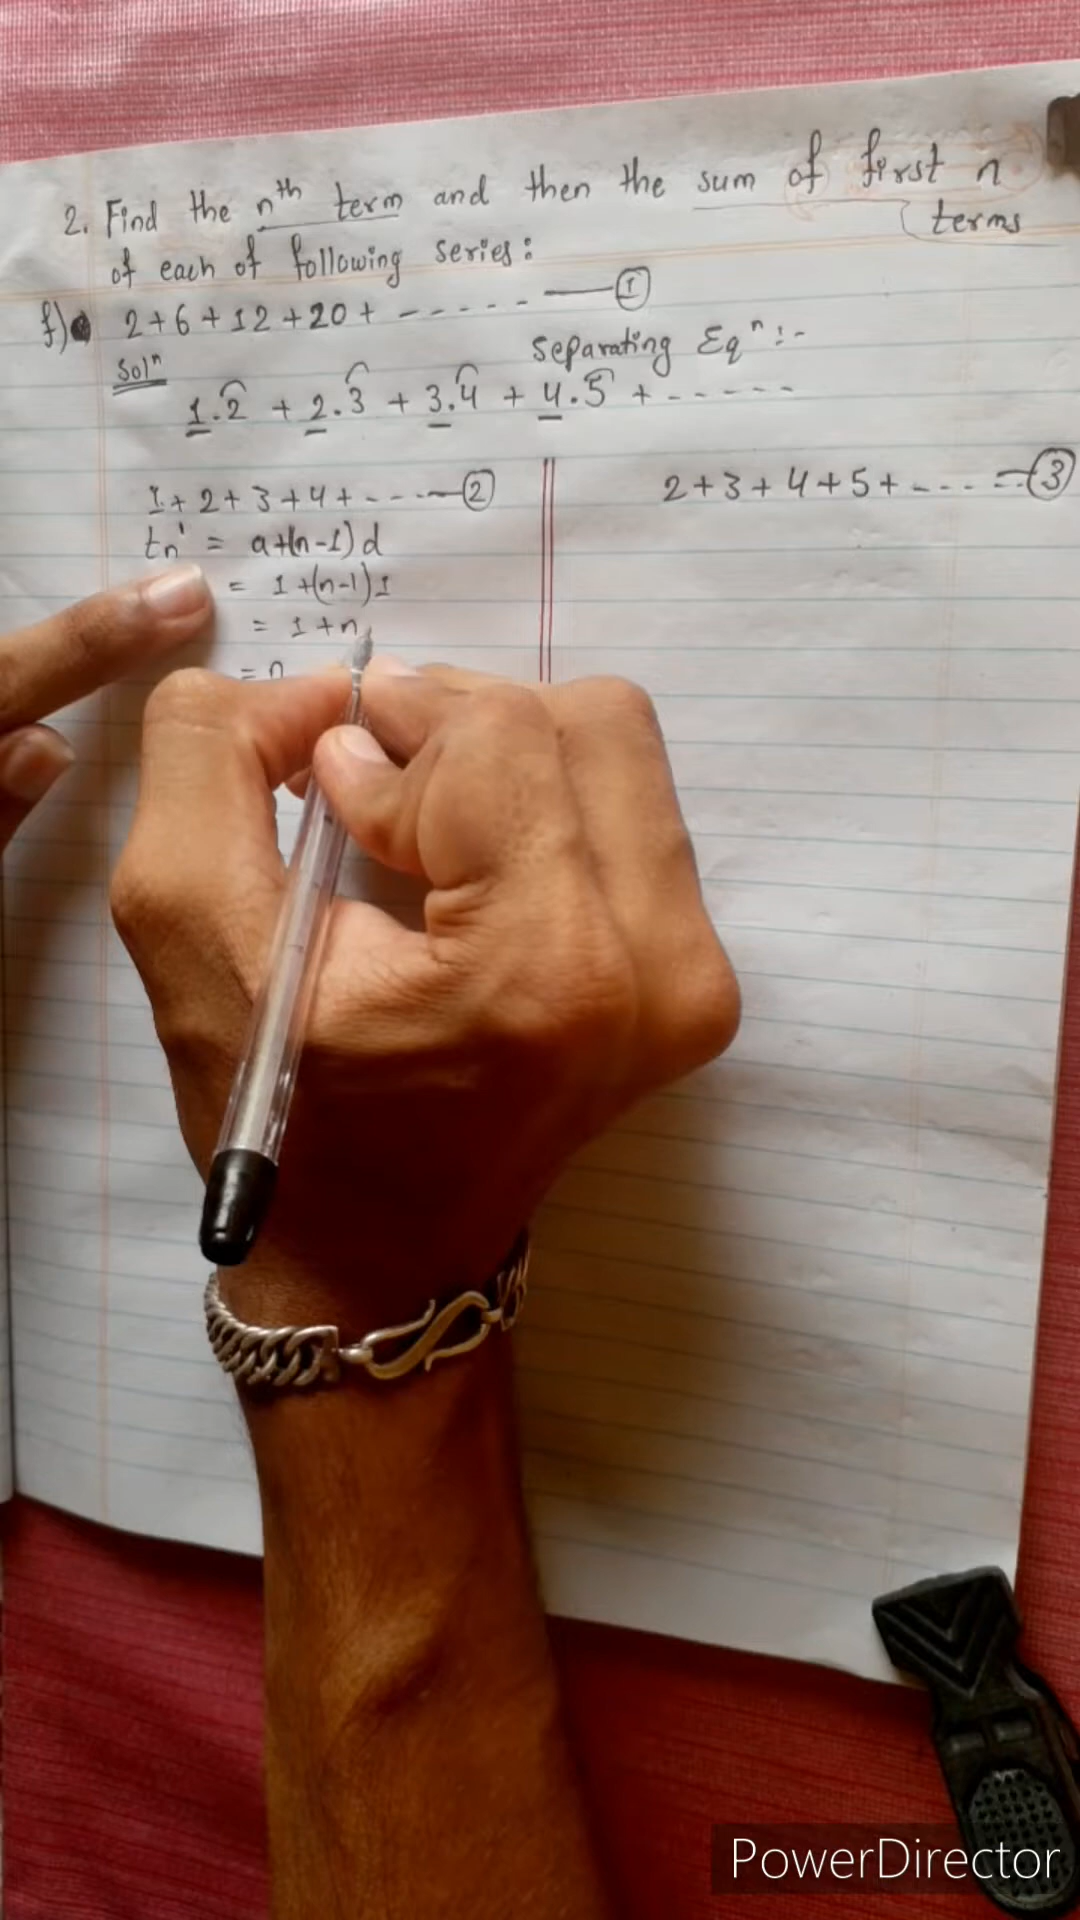 2. Find the nth term and then the sum of first n
terms
of each of following series:
f) 2+6+12+20+ ------ ——①
Solⁿ
Separating Eqⁿ :-
1.2 + 2.3 + 3.4 + 4.5 + ------
1+2+3+4+ ---—②
2+3+4+5+ --- —③
tn' = a+(n-1)d
= 1+(n-1)1
= 1+n
= n
PowerDirector